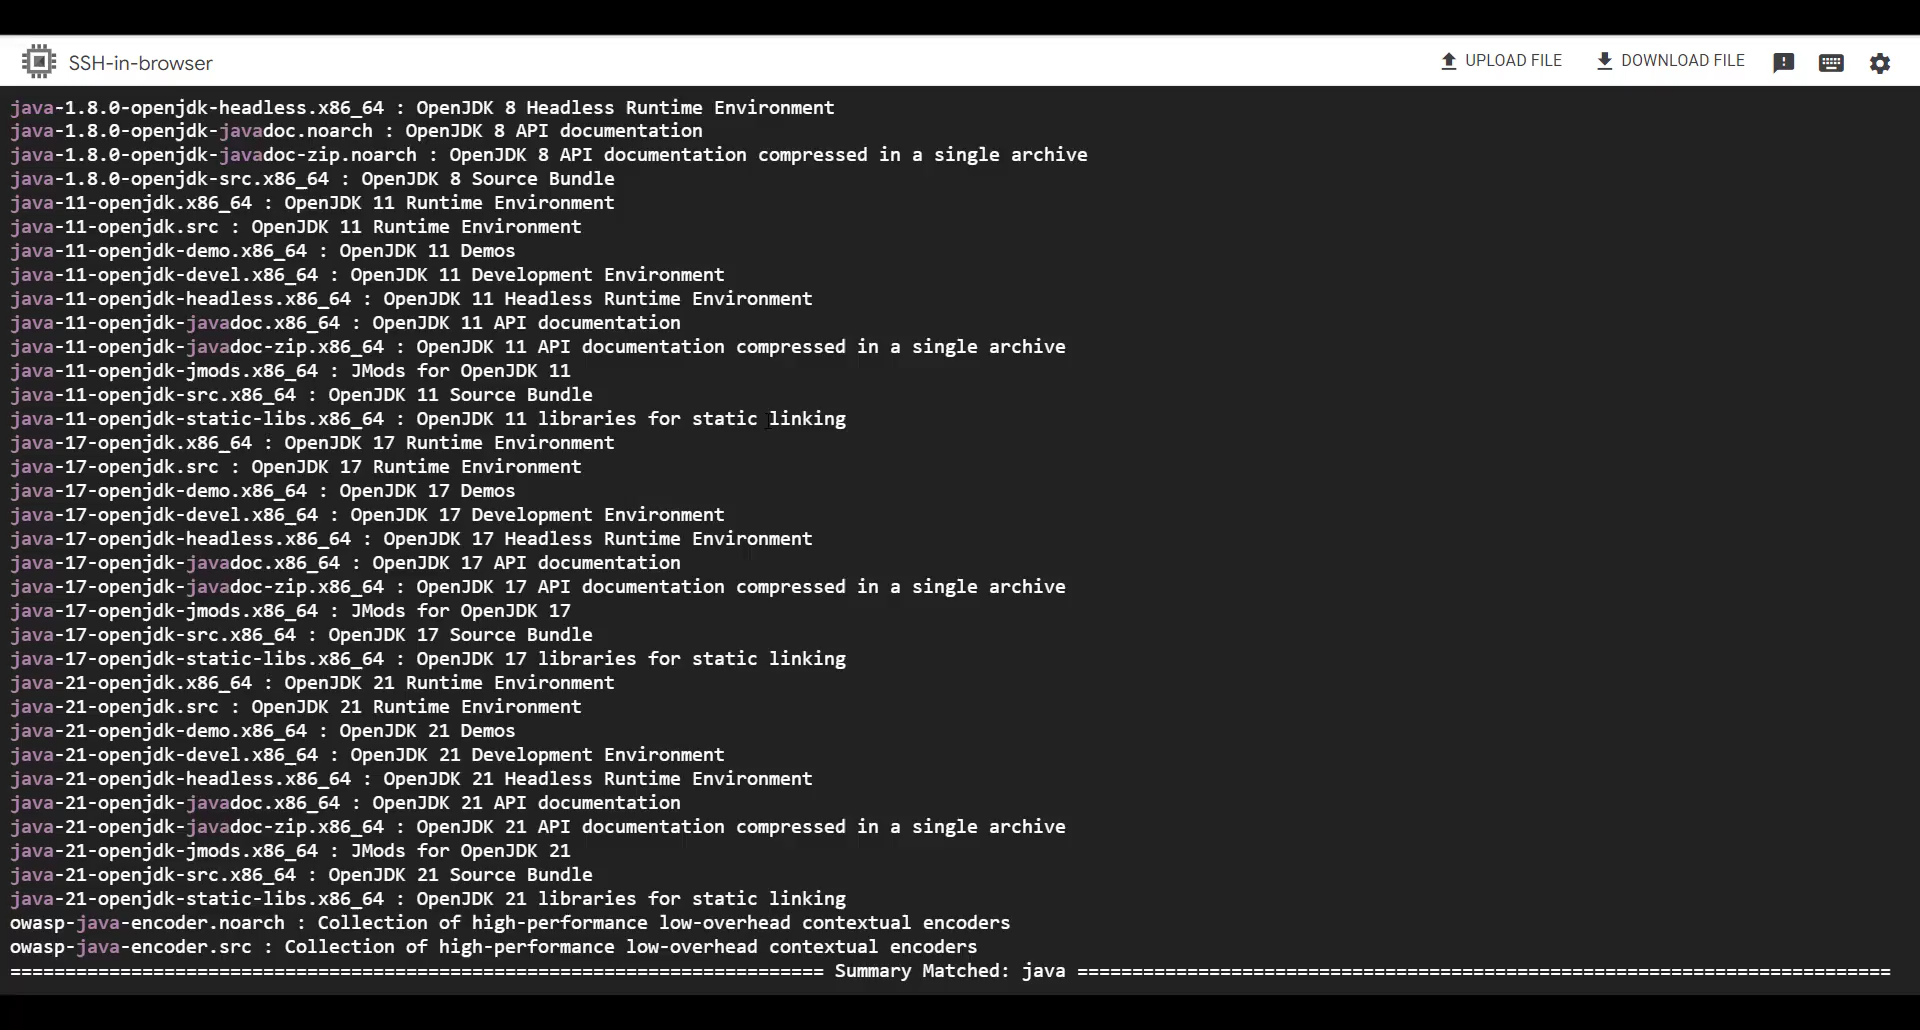 SSH-in-browser
UPLOAD FILE
DOWNLOAD FILE
java-1.8.0-openjdk-headless.x86_64 : OpenJDK 8 Headless Runtime Environment
java-1.8.0-openjdk-javadoc.noarch : OpenJDK 8 API documentation
java-1.8.0-openjdk-javadoc-zip.noarch : OpenJDK 8 API documentation compressed in a single archive
java-1.8.0-openjdk-src.x86_64 : OpenJDK 8 Source Bundle
java-11-openjdk.x86_64 : OpenJDK 11 Runtime Environment
java-11-openjdk.src : OpenJDK 11 Runtime Environment
java-11-openjdk-demo.x86_64 : OpenJDK 11 Demos
java-11-openjdk-devel.x86_64 : OpenJDK 11 Development Environment
java-11-openjdk-headless.x86_64 : OpenJDK 11 Headless Runtime Environment
java-11-openjdk-javadoc.x86_64 : OpenJDK 11 API documentation
java-11-openjdk-javadoc-zip.x86_64 : OpenJDK 11 API documentation compressed in a single archive
java-11-openjdk-jmods.x86_64 : JMods for OpenJDK 11
java-11-openjdk-src.x86_64 : OpenJDK 11 Source Bundle
java-11-openjdk-static-libs.x86_64 : OpenJDK 11 libraries for static linking
java-17-openjdk.x86_64 : OpenJDK 17 Runtime Environment
java-17-openjdk.src : OpenJDK 17 Runtime Environment
java-17-openjdk-demo.x86_64 : OpenJDK 17 Demos
java-17-openjdk-devel.x86_64 : OpenJDK 17 Development Environment
java-17-openjdk-headless.x86_64 : OpenJDK 17 Headless Runtime Environment
java-17-openjdk-javadoc.x86_64 : OpenJDK 17 API documentation
java-17-openjdk-javadoc-zip.x86_64 : OpenJDK 17 API documentation compressed in a single archive
java-17-openjdk-jmods.x86_64 : JMods for OpenJDK 17
java-17-openjdk-src.x86_64 : OpenJDK 17 Source Bundle
java-17-openjdk-static-libs.x86_64 : OpenJDK 17 libraries for static linking
java-21-openjdk.x86_64 : OpenJDK 21 Runtime Environment
java-21-openjdk.src : OpenJDK 21 Runtime Environment
java-21-openjdk-demo.x86_64 : OpenJDK 21 Demos
java-21-openjdk-devel.x86_64 : OpenJDK 21 Development Environment
java-21-openjdk-headless.x86_64 : OpenJDK 21 Headless Runtime Environment
java-21-openjdk-javadoc.x86_64 : OpenJDK 21 API documentation
java-21-openjdk-javadoc-zip.x86_64 : OpenJDK 21 API documentation compressed in a single archive
java-21-openjdk-jmods.x86_64 : JMods for OpenJDK 21
java-21-openjdk-src.x86_64 : OpenJDK 21 Source Bundle
java-21-openjdk-static-libs.x86_64 : OpenJDK 21 libraries for static linking
owasp-java-encoder.noarch : Collection of high-performance low-overhead contextual encoders
owasp-java-encoder.src : Collection of high-performance low-overhead contextual encoders
========================================================================== Summary Matched: java ==========================================================================